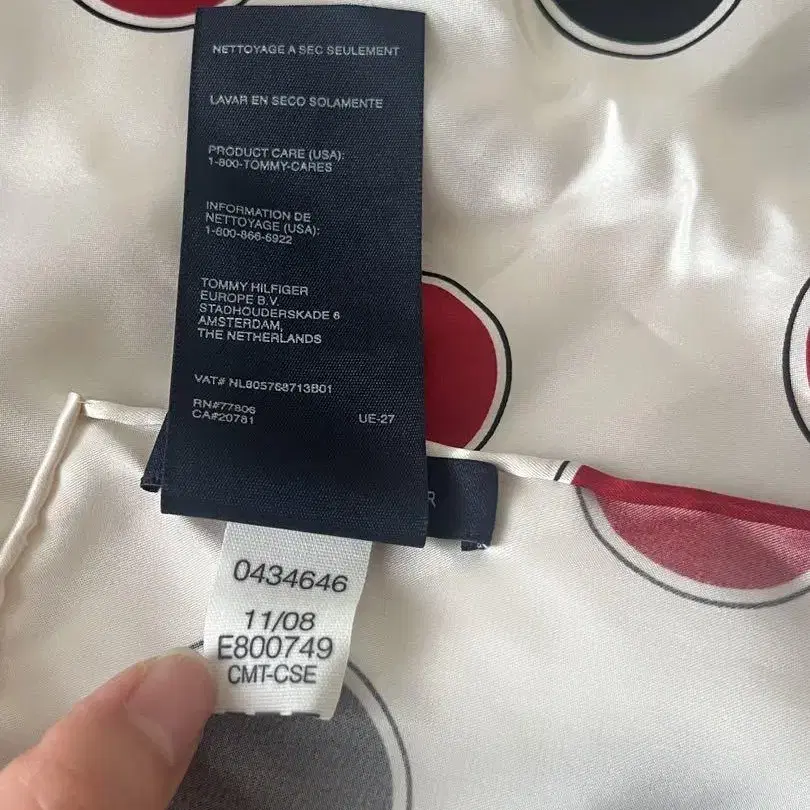 NETTOYAGE A SEC SEULEMENT
LAVAR EN SECO SOLAMENTE
PRODUCT CARE (USA):
1-800-TOMMY-CARES
INFORMATION DE
NETTOYAGE (USA):
1-800-866-6922
TOMMY HILFIGER
EUROPE B.V.
STADHOUDERSKADE 6
AMSTERDAM,
THE NETHERLANDS
VAT# NL805768713B01
RN#77806
CA#20781
UE-27
R
0434646
11/08
E800749
CMT-CSE